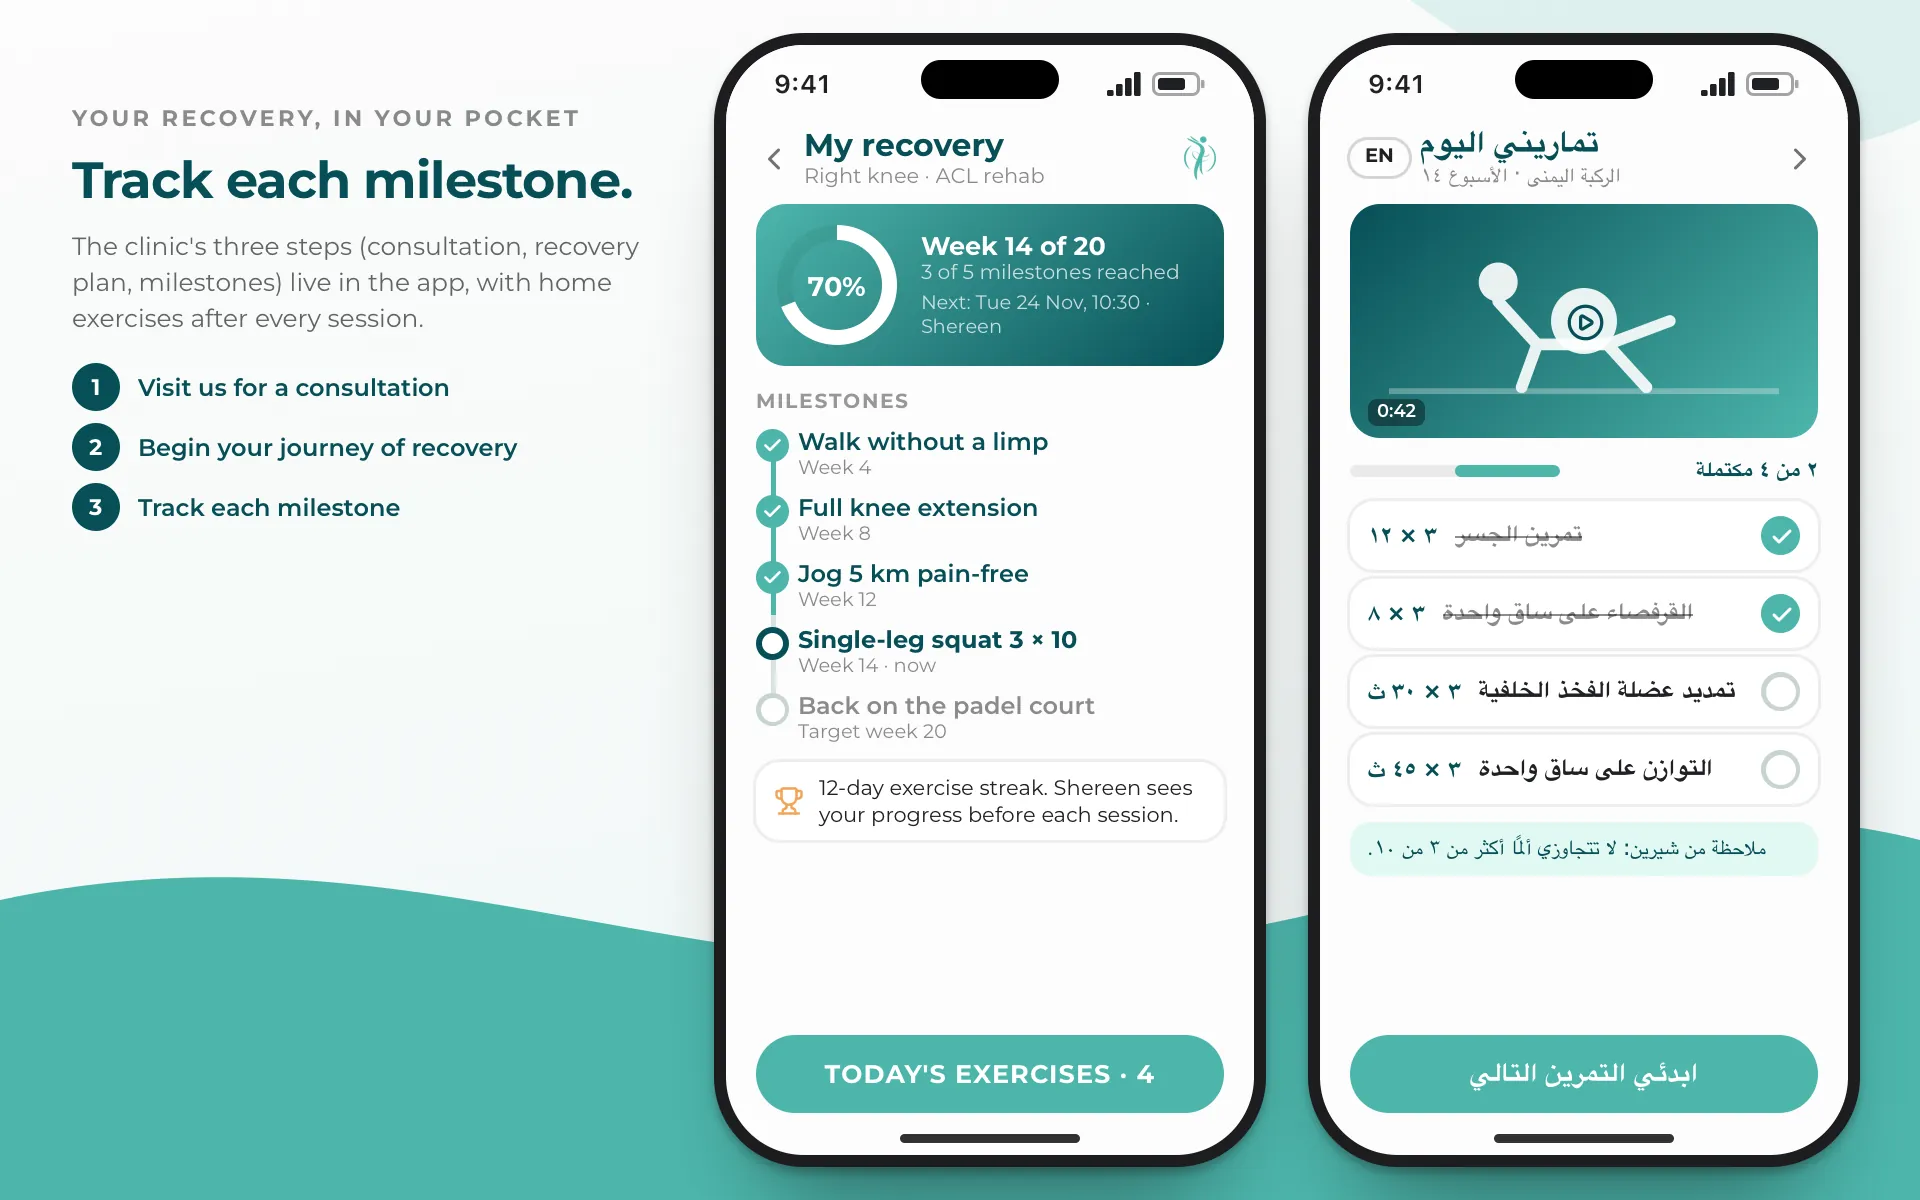 YOUR RECOVERY, IN YOUR POCKET
Track each milestone.
The clinic's three steps (consultation, recovery
plan, milestones) live in the app, with home
exercises after every session.
1 Visit us for a consultation
2 Begin your journey of recovery
3 Track each milestone
9:41
My recovery
Right knee · ACL rehab
70%
Week 14 of 20
3 of 5 milestones reached
Next: Tue 24 Nov, 10:30 ·
Shereen
MILESTONES
Walk without a limp
Week 4
Full knee extension
Week 8
Jog 5 km pain-free
Week 12
Single-leg squat 3 × 10
Week 14 · now
Back on the padel court
Target week 20
12-day exercise streak. Shereen sees
your progress before each session.
TODAY'S EXERCISES · 4
9:41
تماريني اليوم
EN
الركبة اليمنى · الأسبوع ١٤
0:42
٢ من ٤ مكتملة
تمرين الجسر ٣ × ١٢
القرفصاء على ساق واحدة ٣ × ٨
تمديد عضلة الفخذ الخلفية ٣ × ٣٠ ث
التوازن على ساق واحدة ٣ × ٤٥ ث
ملاحظة من شيرين: لا تتجاوزي ألمًا أكثر من ٣ من ١٠.
ابدئي التمرين التالي